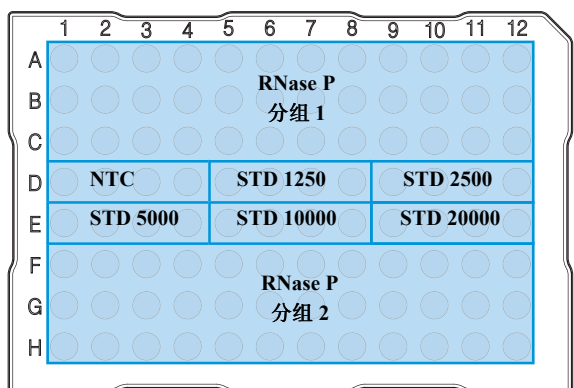 1 2 3 4 5 6 7 8 9 10 11 12
A
RNase P
B
分组 1
C
D NTC STD 1250 STD 2500
E STD 5000 STD 10000 STD 20000
F
RNase P
G
分组 2
H